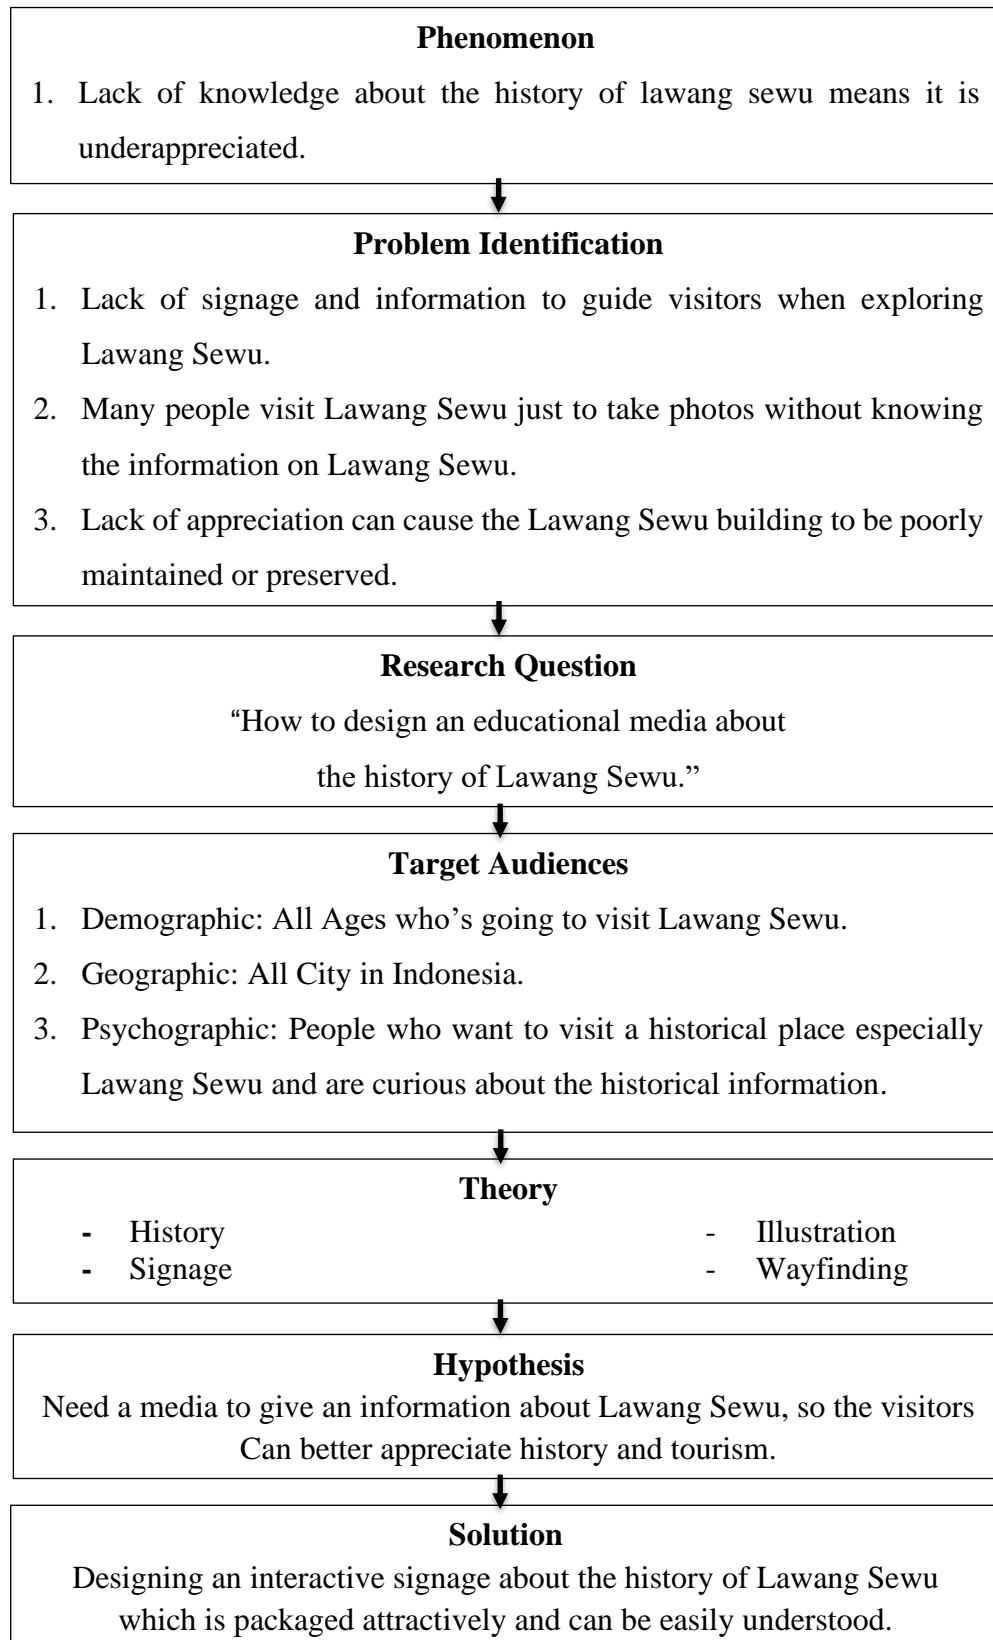 Phenomenon
1. Lack of knowledge about the history of lawang sewu means it is
underappreciated.
Problem Identification
1. Lack of signage and information to guide visitors when exploring
Lawang Sewu.
2. Many people visit Lawang Sewu just to take photos without knowing
the information on Lawang Sewu.
3. Lack of appreciation can cause the Lawang Sewu building to be poorly
maintained or preserved.
Research Question
“How to design an educational media about
the history of Lawang Sewu.”
Target Audiences
1. Demographic: All Ages who’s going to visit Lawang Sewu.
2. Geographic: All City in Indonesia.
3. Psychographic: People who want to visit a historical place especially
Lawang Sewu and are curious about the historical information.
Theory
- History - Illustration
- Signage - Wayfinding
Hypothesis
Need a media to give an information about Lawang Sewu, so the visitors
Can better appreciate history and tourism.
Solution
Designing an interactive signage about the history of Lawang Sewu
which is packaged attractively and can be easily understood.